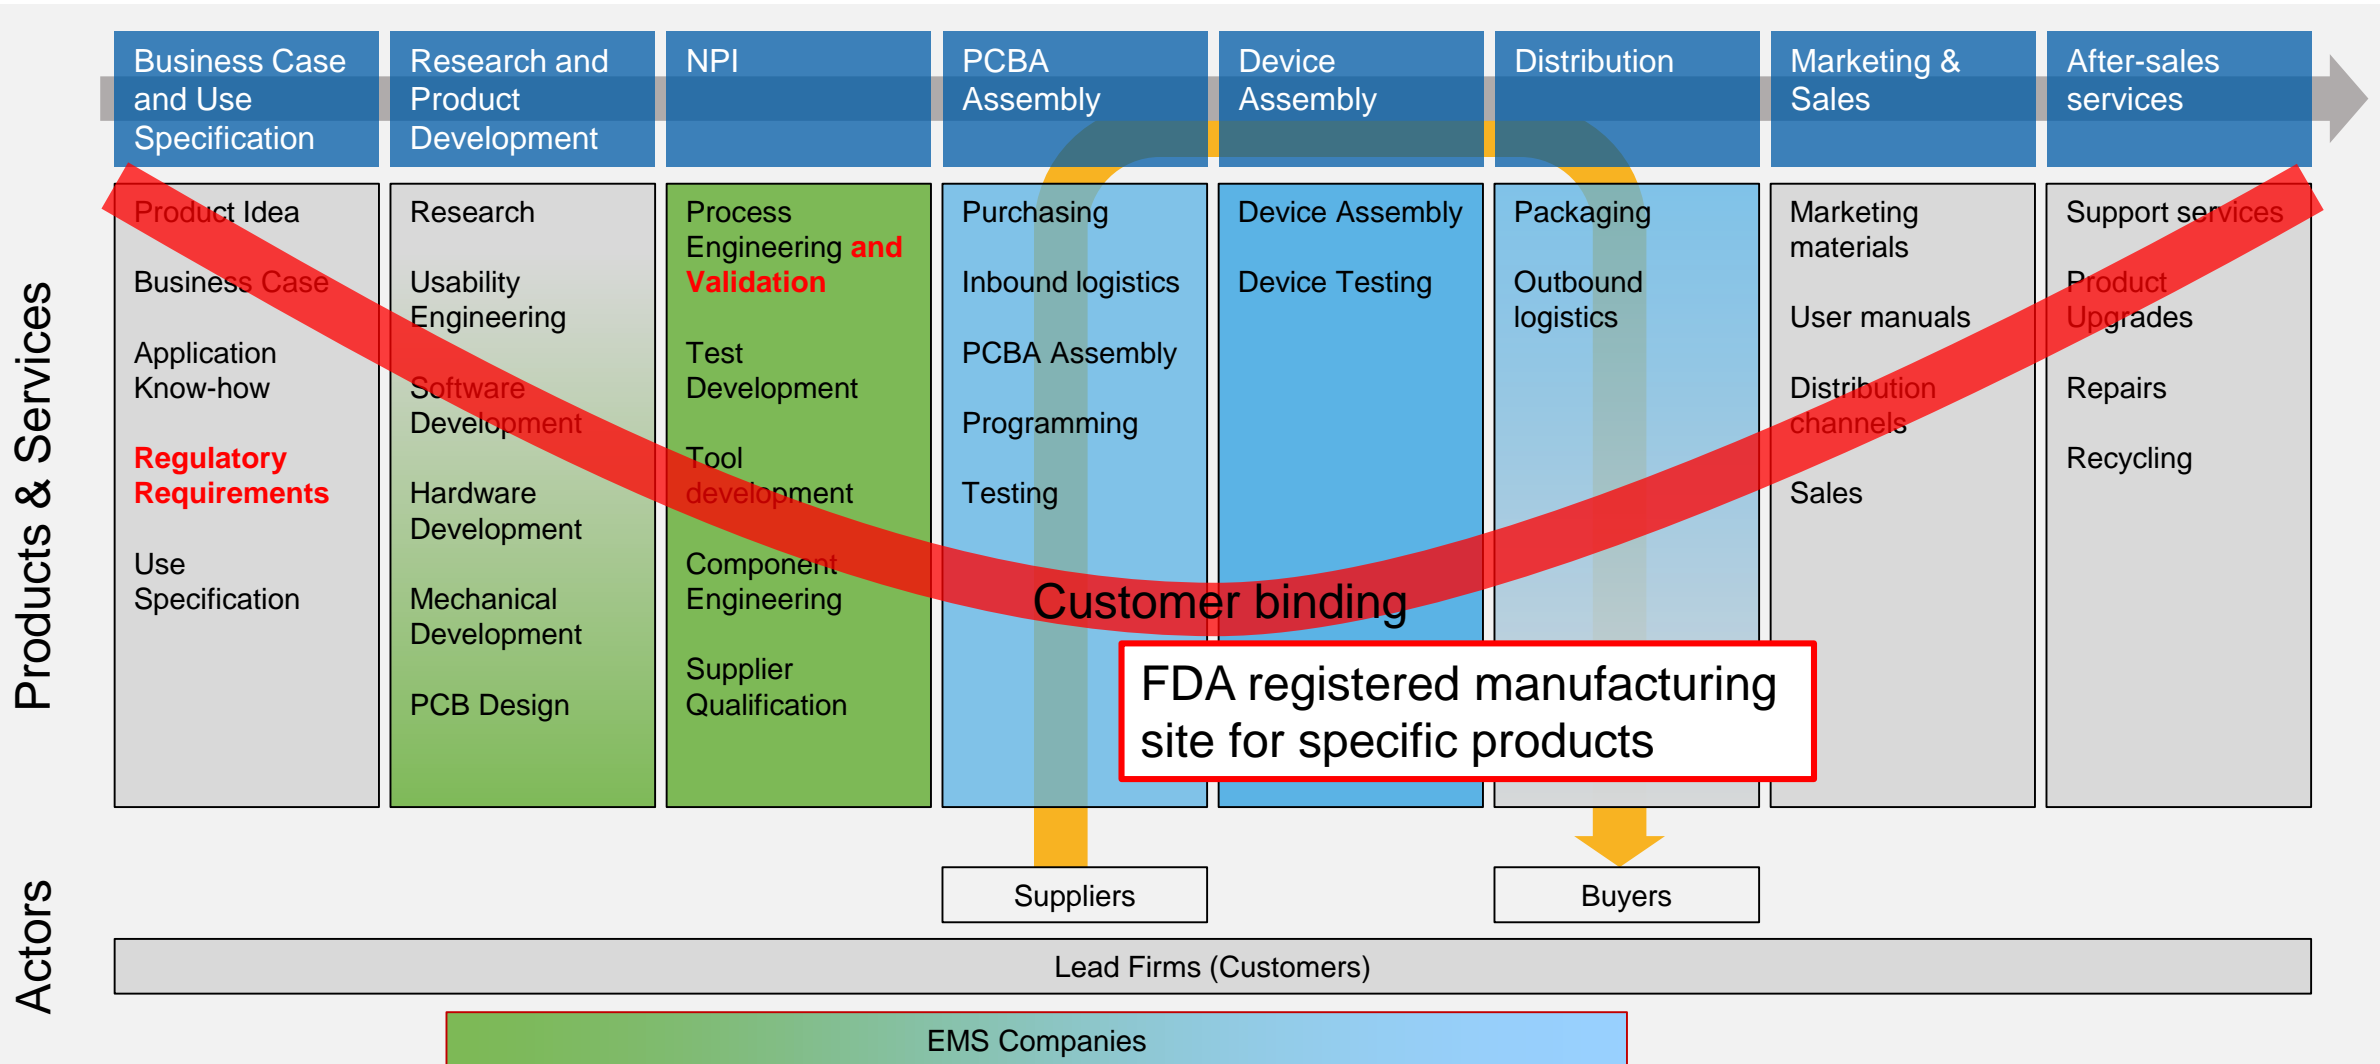 Business Case
and Use
Specification
Research and
Product
Development
NPI
PCBA
Assembly
Device
Assembly
Distribution
Marketing &
Sales
After-sales
services
Products & Services
Product Idea
Business Case
Application
Know-how
Regulatory
Requirements
Use
Specification
Research
Usability
Engineering
Software
Development
Hardware
Development
Mechanical
Development
PCB Design
Process
Engineering and
Validation
Test
Development
Tool
development
Component
Engineering
Supplier
Qualification
Purchasing
Inbound logistics
PCBA Assembly
Programming
Testing
Device Assembly
Device Testing
Packaging
Outbound
logistics
Marketing
materials
User manuals
Distribution
channels
Sales
Support services
Product
Upgrades
Repairs
Recycling
Customer binding
FDA registered manufacturing
site for specific products
Actors
Suppliers
Buyers
Lead Firms (Customers)
EMS Companies